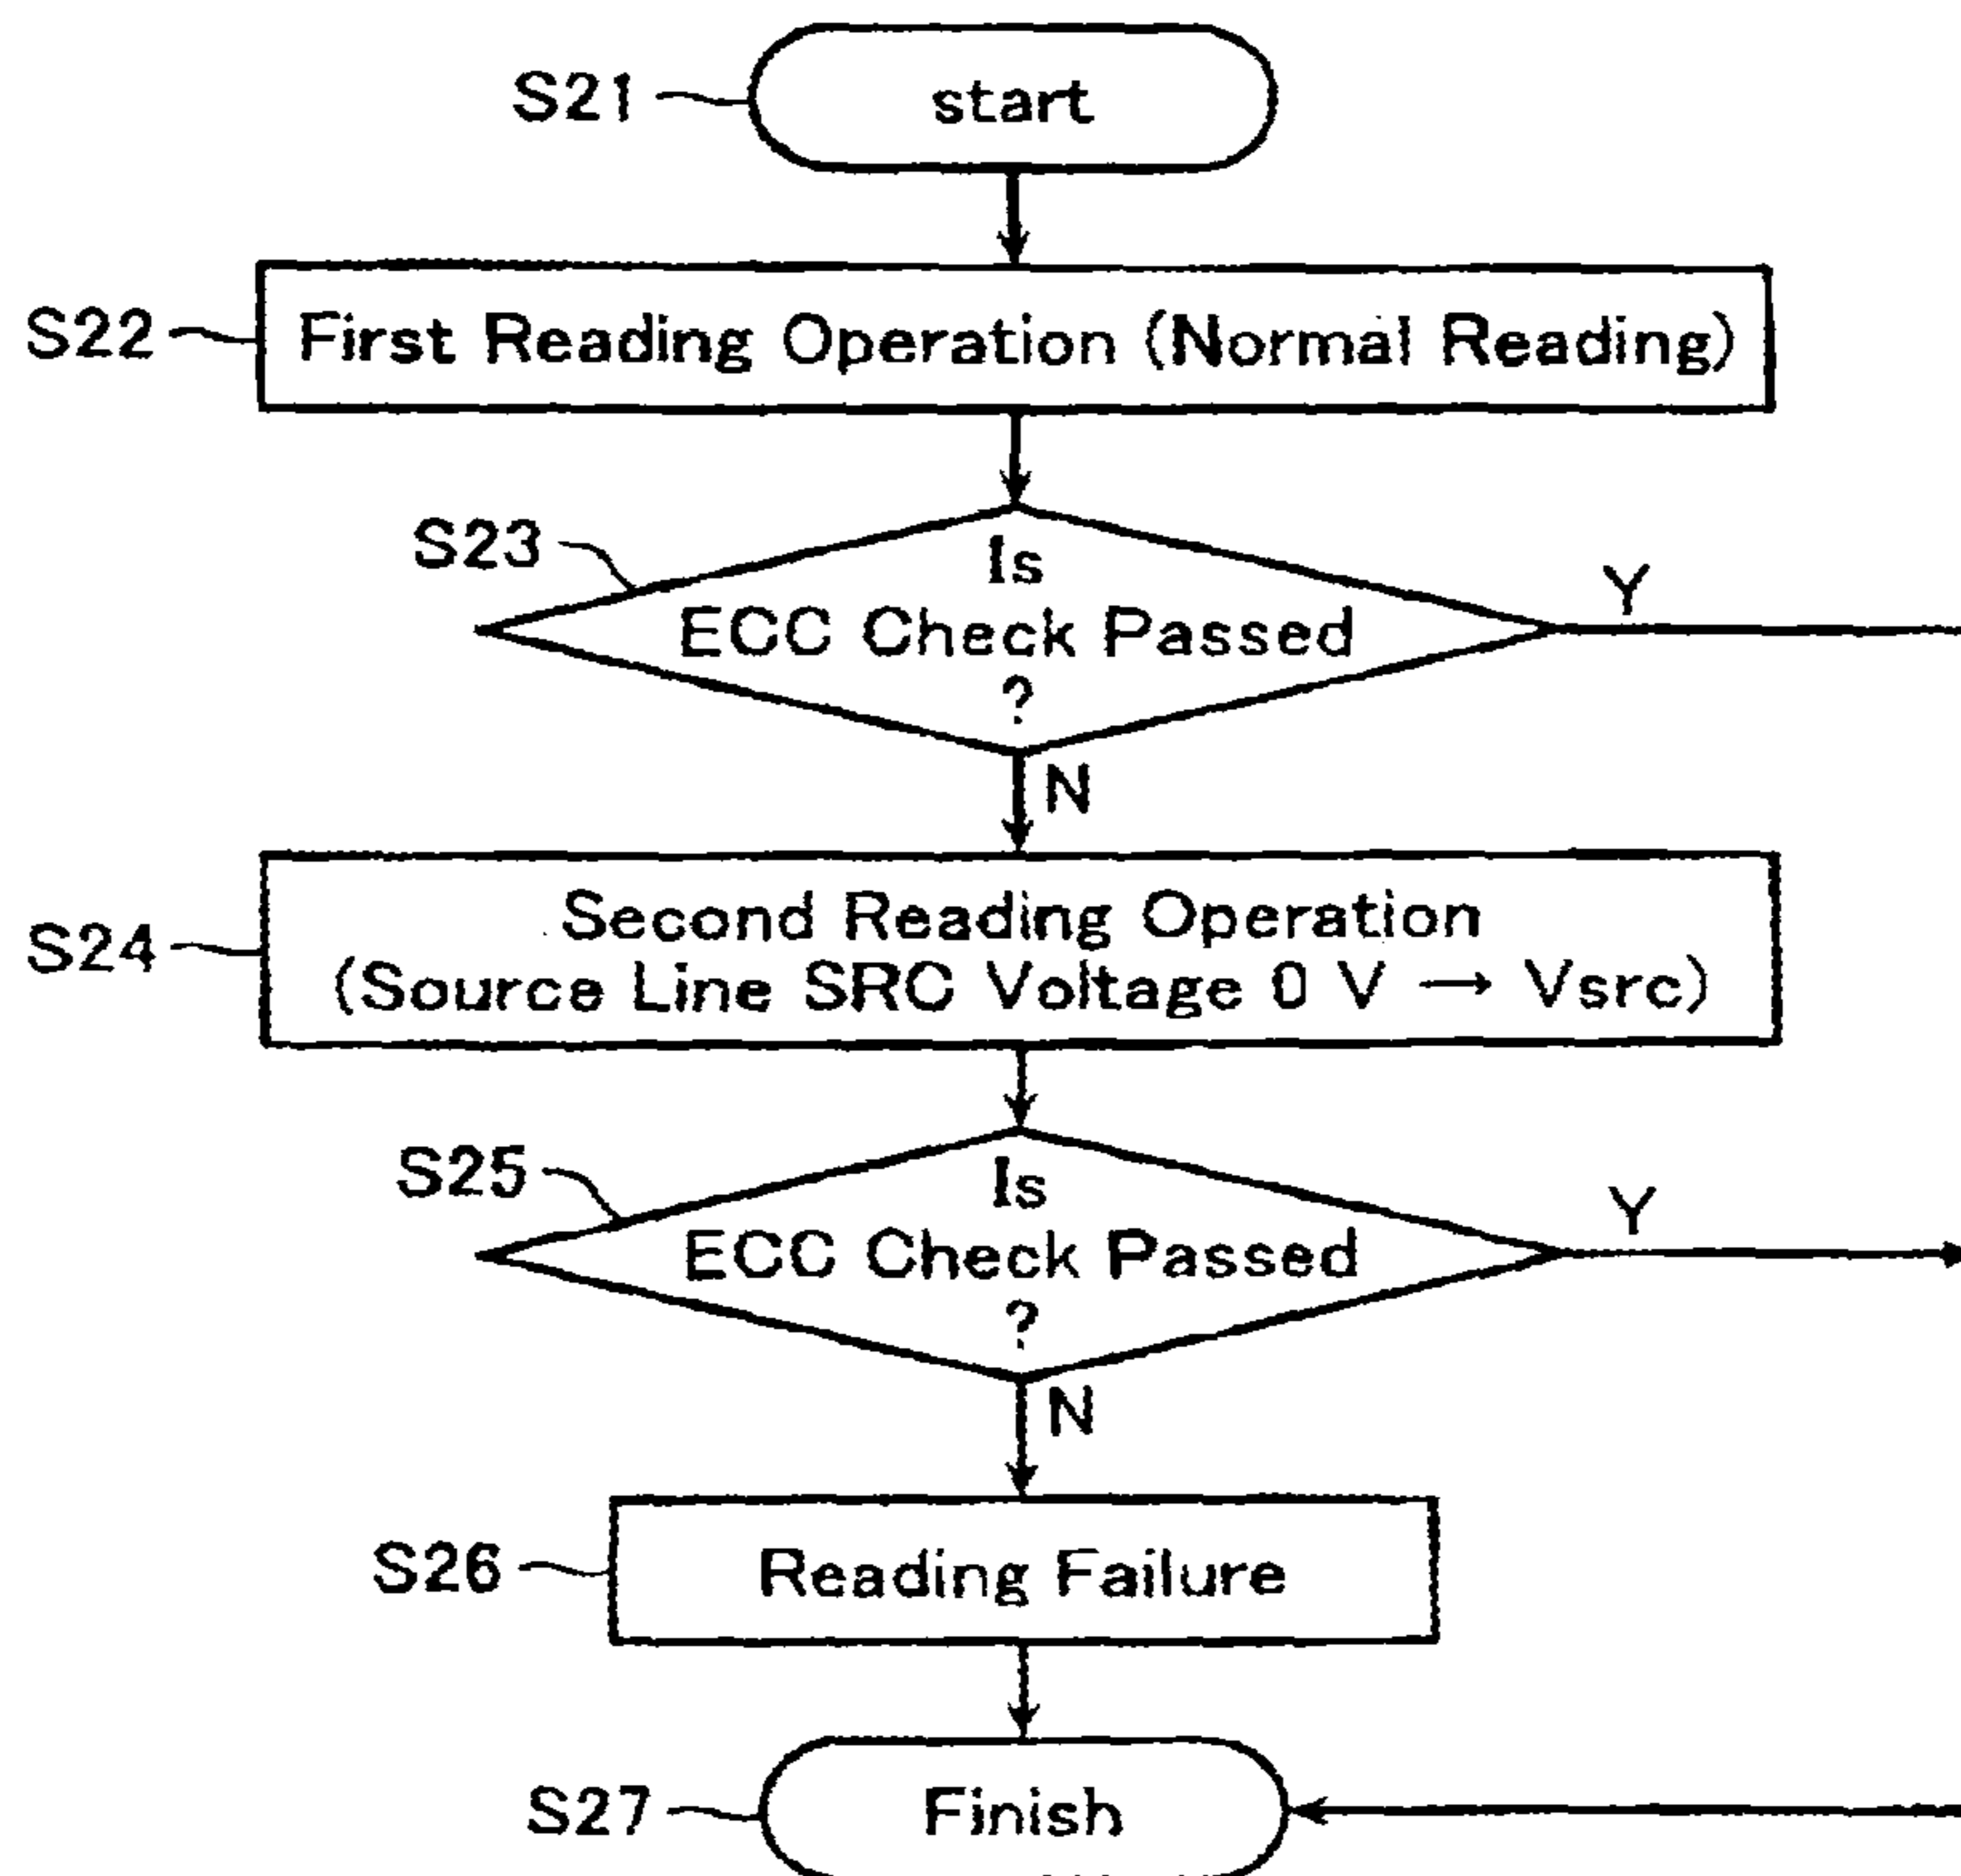 S21
start
S22
First Reading Operation (Normal Reading)
S23
Is
ECC Check Passed
?
Y
N
S24
Second Reading Operation
(Source Line SRC Voltage 0 V → Vsrc)
S25
Is
ECC Check Passed
?
Y
N
S26
Reading Failure
S27
Finish